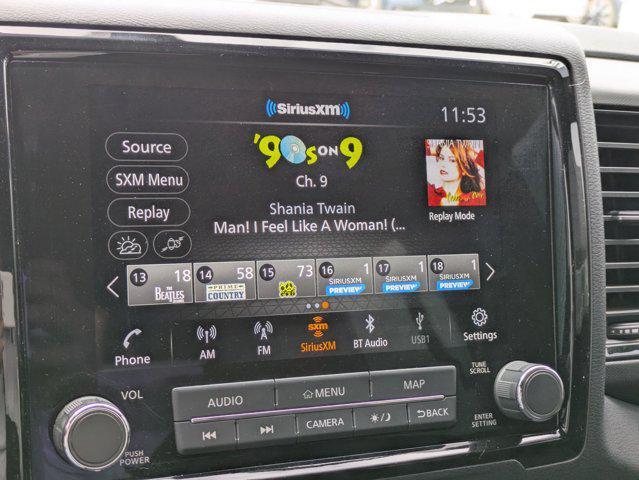 SiriusXM
11:53
Source
'90s ON 9
SXM Menu
Ch. 9
Replay
Shania Twain
Replay Mode
Man! I Feel Like A Woman! (...
13 18 THE BEATLES
14 58 PRIME COUNTRY
15 73
16 1 SIRIUSXM PREVIEW
17 1 SIRIUSXM PREVIEW
18 1 SIRIUSXM PREVIEW
Phone
AM
FM
sxm
SiriusXM
BT Audio
USB1
Settings
VOL
TUNE
SCROLL
AUDIO
MENU
MAP
CAMERA
BACK
PUSH
POWER
ENTER
SETTING